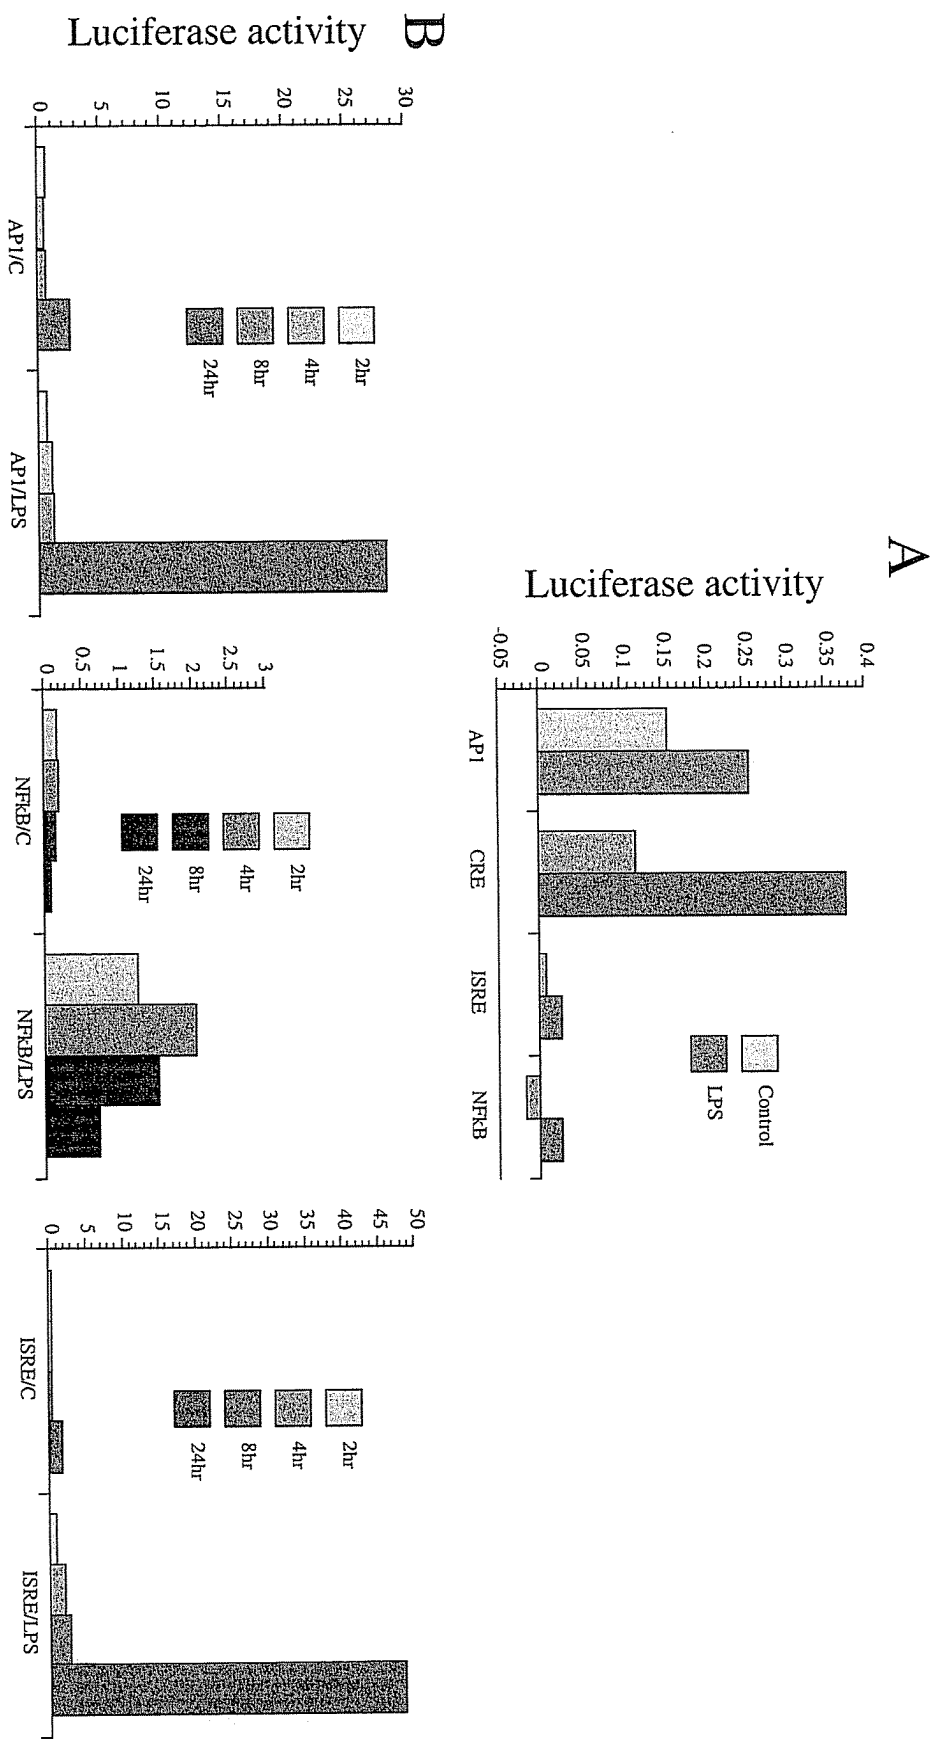 A
Luciferase activity
0.4
0.35
0.3
0.25
0.2
0.15
0.1
0.05
0
-0.05
AP1
CRE
ISRE
NFkB
Control
LPS
B
Luciferase activity
30
25
20
15
10
5
0
AP1/C
AP1/LPS
2hr
4hr
8hr
24hr
3
2.5
2
1.5
1
0.5
0
NFkB/C
NFkB/LPS
2hr
4hr
8hr
24hr
50
45
40
35
30
25
20
15
10
5
0
ISRE/C
ISRE/LPS
2hr
4hr
8hr
24hr